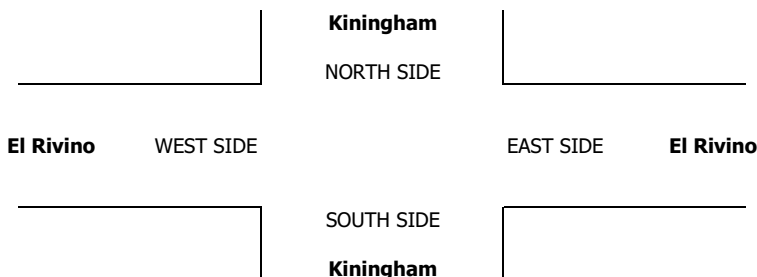 Kiningham
NORTH SIDE
El Rivino WEST SIDE EAST SIDE El Rivino
SOUTH SIDE
Kiningham